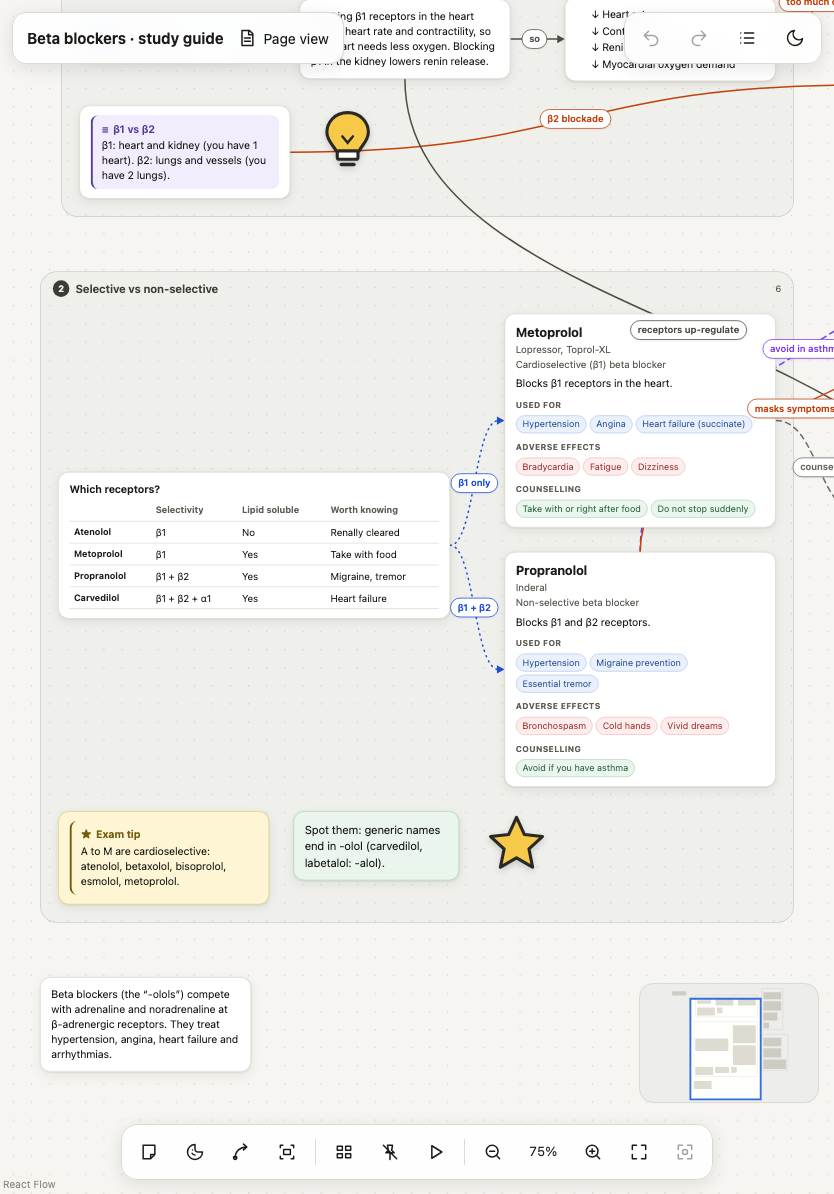 too much
Beta blockers · study guide
Page view
ing β1 receptors in the heart
heart rate and contractility, so
art needs less oxygen. Blocking
in the kidney lowers renin release.
so
↓ Heart
↓ Cont
↓ Reni
↓ Myocardial oxygen demand
β2 blockade
β1 vs β2
β1: heart and kidney (you have 1
heart). β2: lungs and vessels (you
have 2 lungs).
2 Selective vs non-selective
6
Metoprolol
receptors up-regulate
Lopressor, Toprol-XL
Cardioselective (β1) beta blocker
Blocks β1 receptors in the heart.
USED FOR
Hypertension Angina Heart failure (succinate)
ADVERSE EFFECTS
Bradycardia Fatigue Dizziness
COUNSELLING
Take with or right after food Do not stop suddenly
avoid in asthm
masks symptoms
counse
β1 only
Which receptors?
Selectivity Lipid soluble Worth knowing
Atenolol β1 No Renally cleared
Metoprolol β1 Yes Take with food
Propranolol β1 + β2 Yes Migraine, tremor
Carvedilol β1 + β2 + α1 Yes Heart failure
β1 + β2
Propranolol
Inderal
Non-selective beta blocker
Blocks β1 and β2 receptors.
USED FOR
Hypertension Migraine prevention
Essential tremor
ADVERSE EFFECTS
Bronchospasm Cold hands Vivid dreams
COUNSELLING
Avoid if you have asthma
Exam tip
A to M are cardioselective:
atenolol, betaxolol, bisoprolol,
esmolol, metoprolol.
Spot them: generic names
end in -olol (carvedilol,
labetalol: -alol).
Beta blockers (the “-olols”) compete
with adrenaline and noradrenaline at
β-adrenergic receptors. They treat
hypertension, angina, heart failure and
arrhythmias.
75%
React Flow